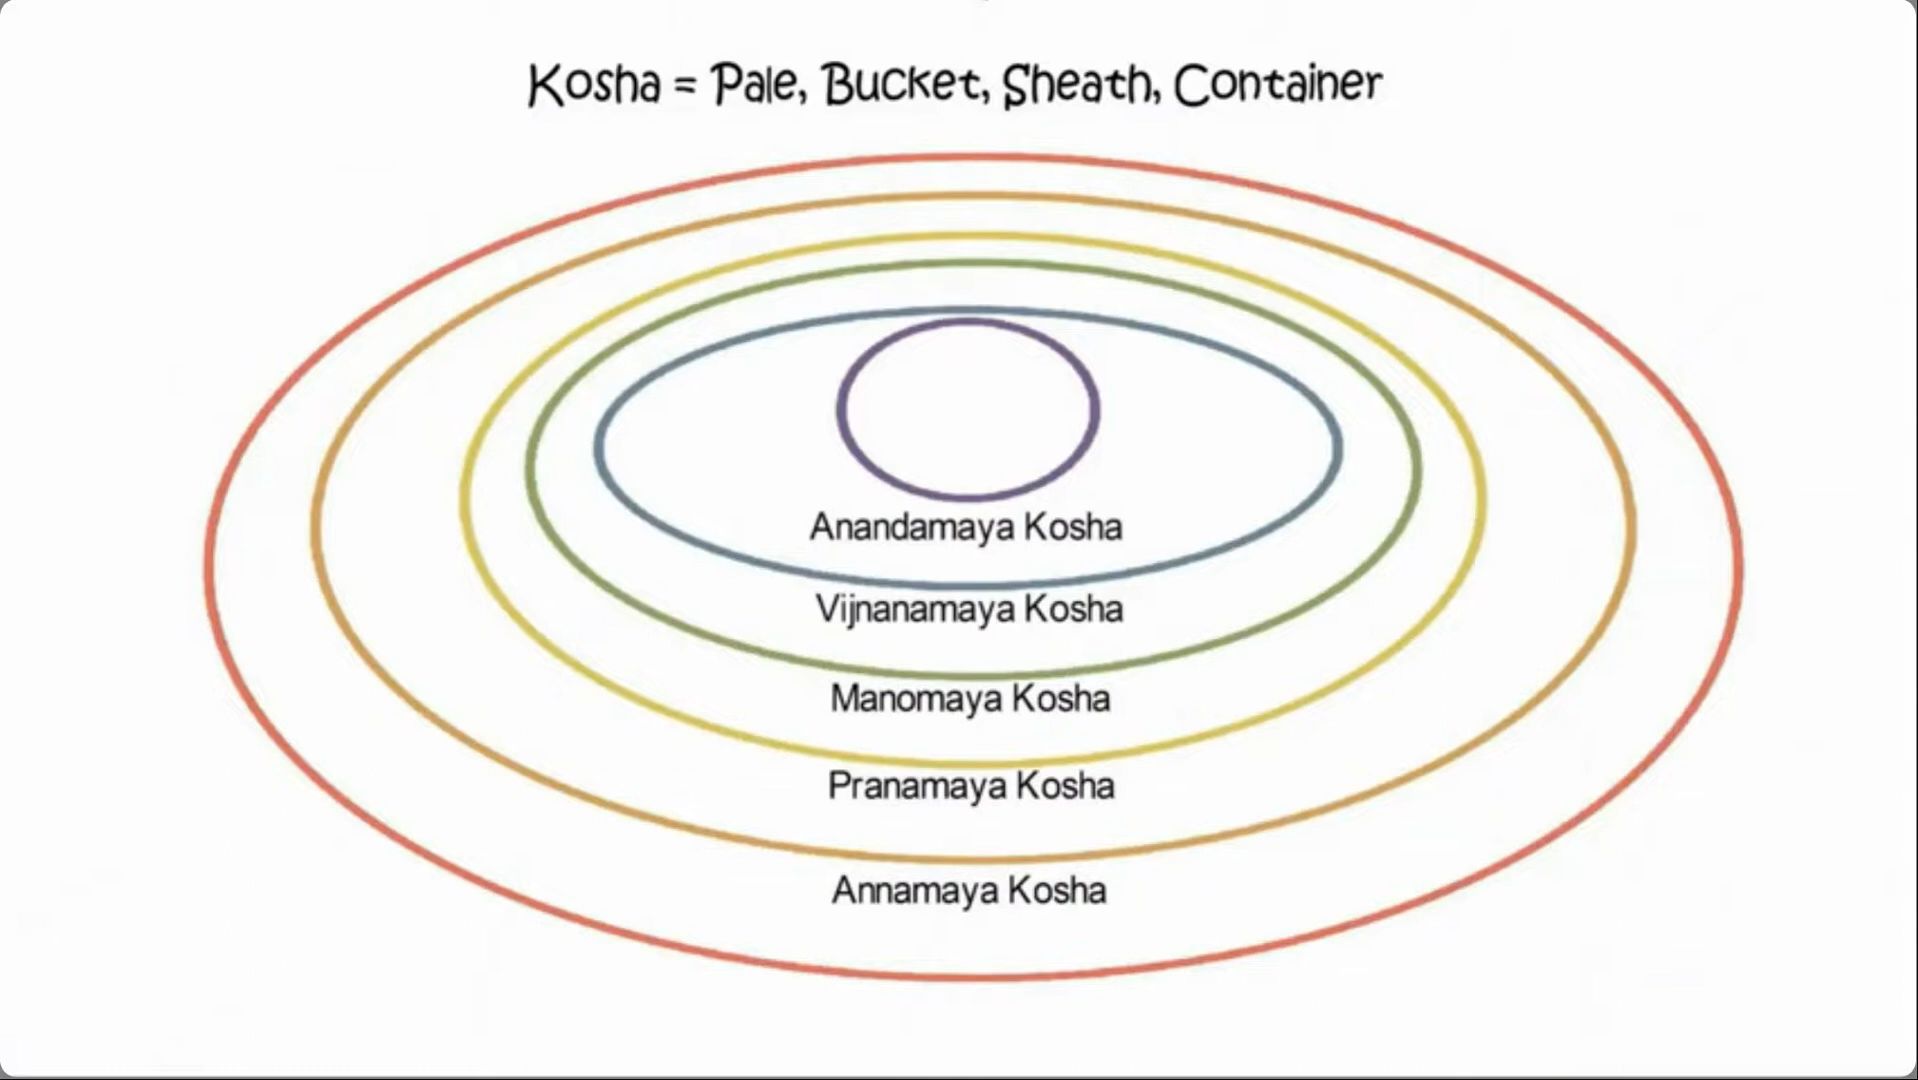 Kosha = Pale, Bucket, Sheath, Container
Anandamaya Kosha
Vijnanamaya Kosha
Manomaya Kosha
Pranamaya Kosha
Annamaya Kosha